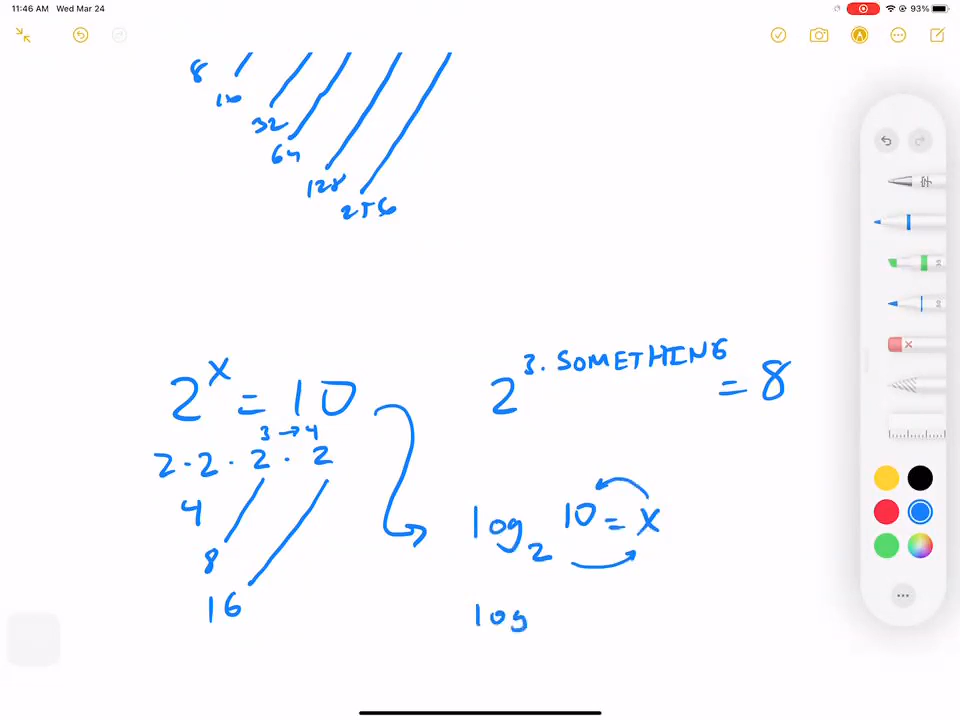 11:46 AM Wed Mar 24
93%
8
16
32
64
128
256
2^x = 10
3 → 4
2 · 2 · 2 · 2
4
8
16
2^3. SOMETHING = 8
log₂ 10 = x
log